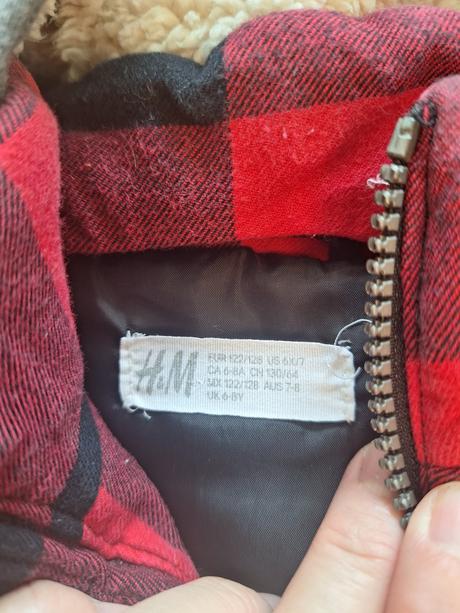 H&M
EUR 122/128 US 6X/7
CA 6-8A CN 130/64
MX 122/128 AUS 7-8
UK 6-8Y